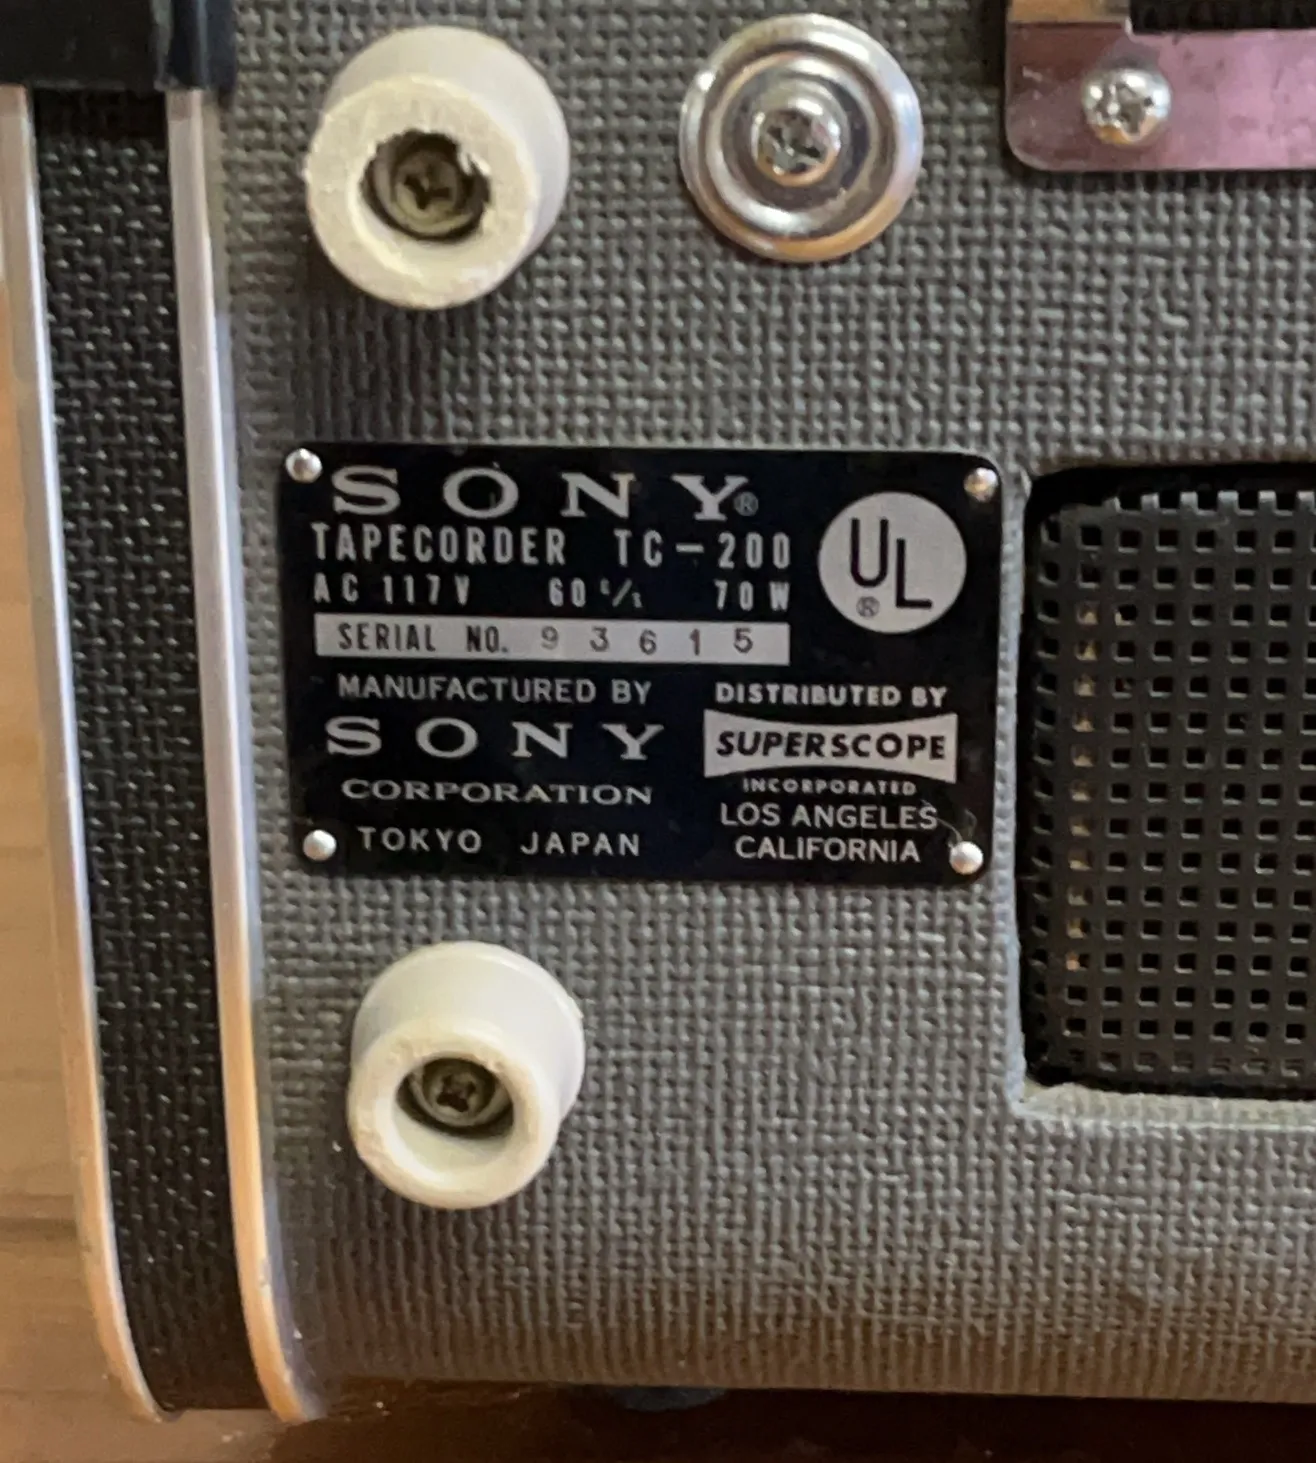 SONY®
TAPECORDER TC-200
AC 117V 60 c/s 70W
SERIAL NO. 93615
UL®
MANUFACTURED BY
SONY
CORPORATION
TOKYO JAPAN
DISTRIBUTED BY
SUPERSCOPE
INCORPORATED
LOS ANGELES
CALIFORNIA